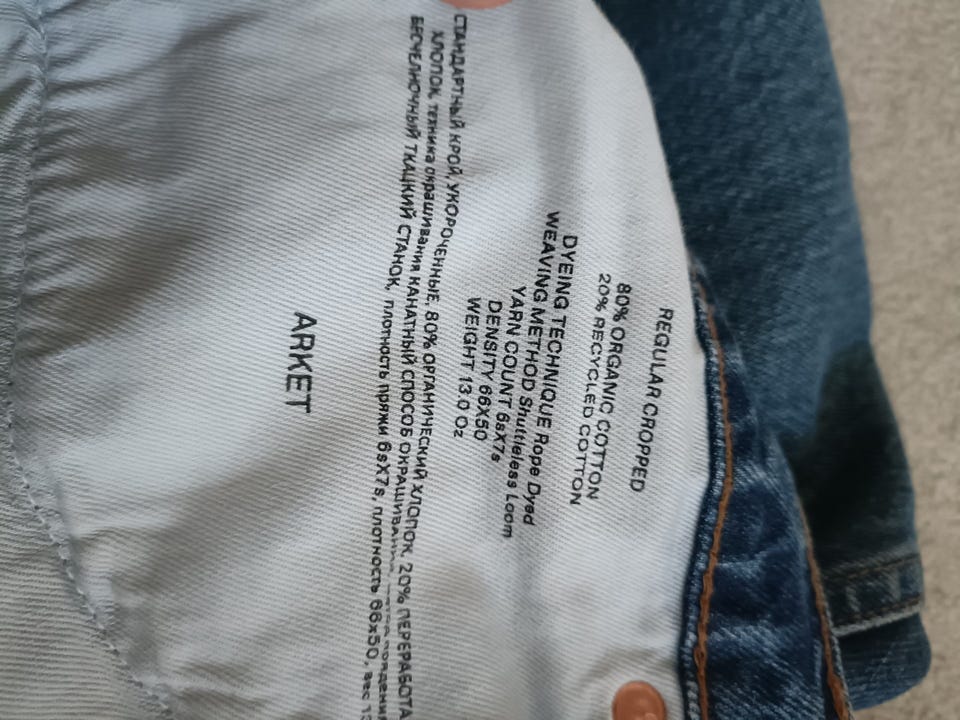 REGULAR CROPPED
80% ORGANIC COTTON
20% RECYCLED COTTON
DYEING TECHNIQUE Rope Dyed
WEAVING METHOD Shuttleless Loom
YARN COUNT 6sX7s
DENSITY 66X50
WEIGHT 13.0 Oz
СТАНДАРТНЫЙ КРОЙ, УКОРОЧЕННЫЕ, 80% ОРГАНИЧЕСКИЙ ХЛОПОК, 20% ПЕРЕРАБОТА
ХЛОПОК, техника окрашивания КАНАТНЫЙ СПОСОБ
БЕСЧЕЛНОЧНЫЙ ТКАЦКИЙ СТАНОК, плотность пряжи 6sX7s, плотность 66x50, вес 13
ARKET